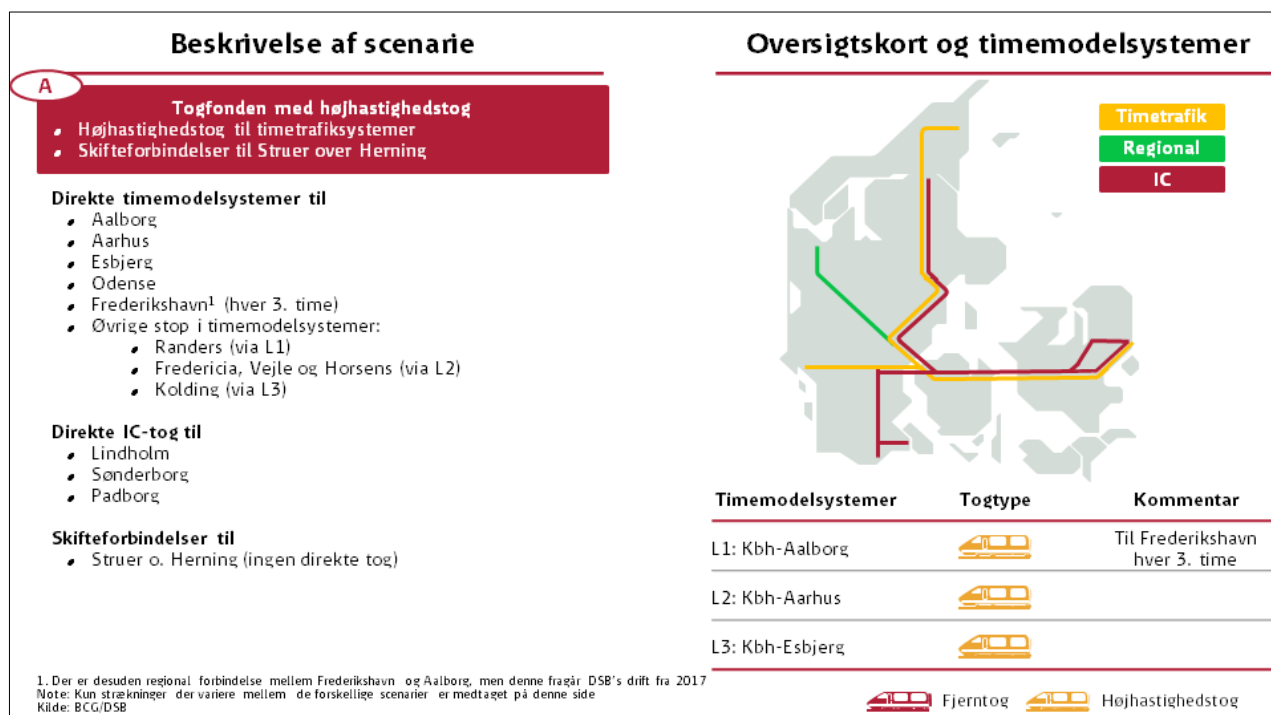 Beskrivelse af scenarie
A
Togfonden med højhastighedstog
• Højhastighedstog til timetrafiksystemer
• Skifteforbindelser til Struer over Herning
Direkte timemodelsystemer til
• Aalborg
• Aarhus
• Esbjerg
• Odense
• Frederikshavn¹ (hver 3. time)
• Øvrige stop i timemodelsystemer:
• Randers (via L1)
• Fredericia, Vejle og Horsens (via L2)
• Kolding (via L3)
Direkte IC-tog til
• Lindholm
• Sønderborg
• Padborg
Skifteforbindelser til
• Struer o. Herning (ingen direkte tog)
Oversigtskort og timemodelsystemer
Timetrafik
Regional
IC
Timemodelsystemer Togtype Kommentar
L1: Kbh-Aalborg Til Frederikshavn
hver 3. time
L2: Kbh-Aarhus
L3: Kbh-Esbjerg
1. Der er desuden regional forbindelse mellem Frederikshavn og Aalborg, men denne fragår DSB's drift fra 2017
Note: Kun strækninger der variere mellem de forskellige scenarier er medtaget på denne side
Kilde: BCG/DSB
Fjerntog Højhastighedstog